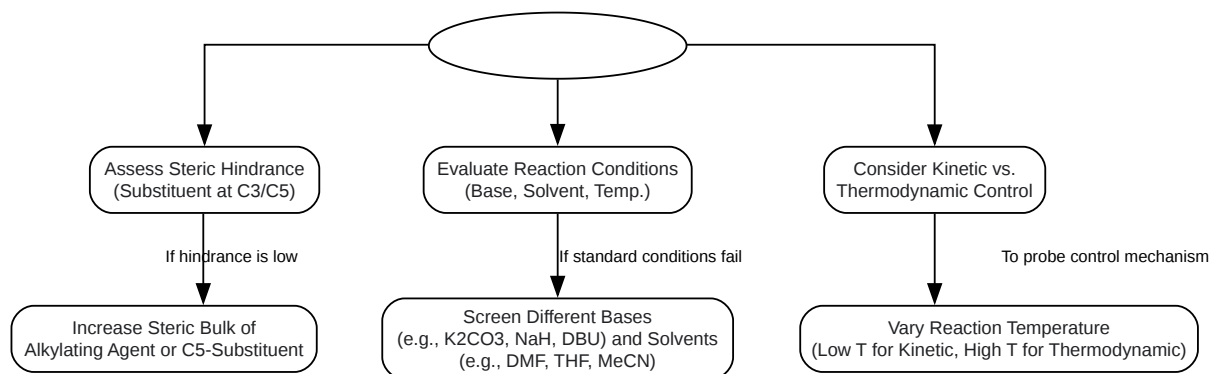 Assess Steric Hindrance
(Substituent at C3/C5)
Evaluate Reaction Conditions
(Base, Solvent, Temp.)
Consider Kinetic vs.
Thermodynamic Control
If hindrance is low
If standard conditions fail
To probe control mechanism
Increase Steric Bulk of
Alkylating Agent or C5-Substituent
Screen Different Bases
(e.g., K2CO3, NaH, DBU) and Solvents
(e.g., DMF, THF, MeCN)
Vary Reaction Temperature
(Low T for Kinetic, High T for Thermodynamic)